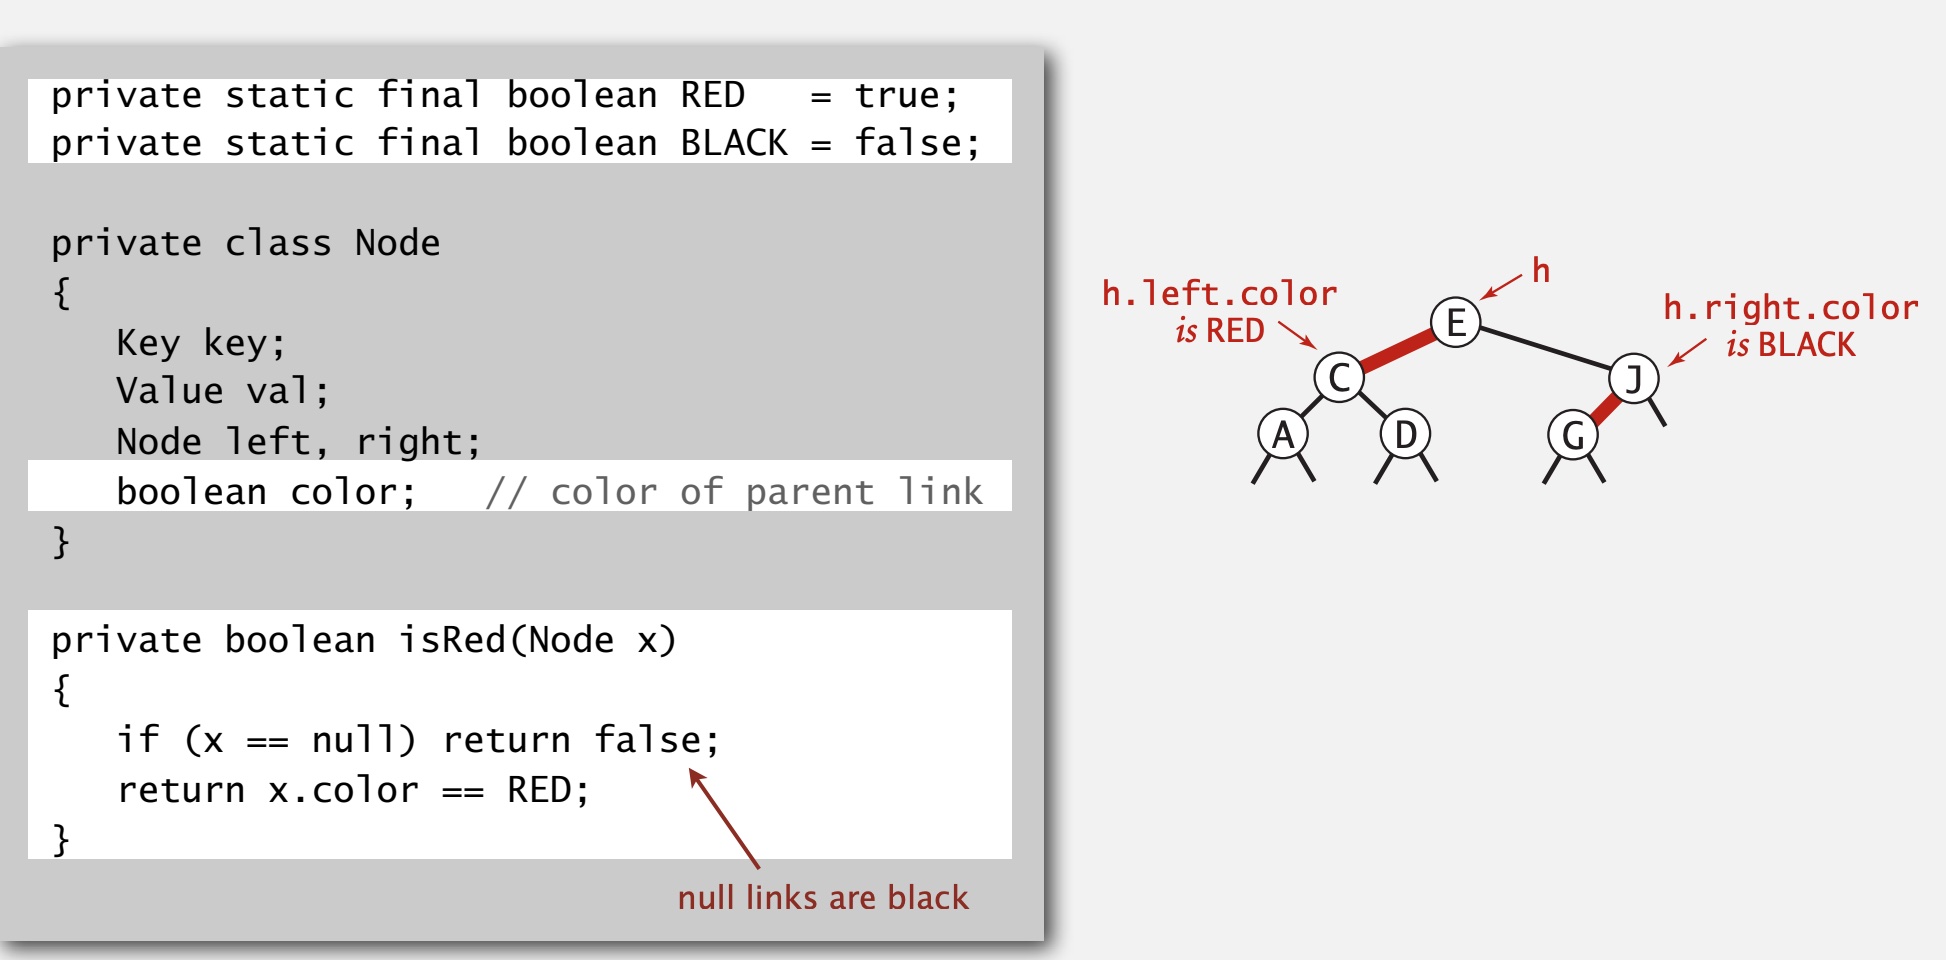 private static final boolean RED   = true;
private static final boolean BLACK = false;
private class Node
{
   Key key;
   Value val;
   Node left, right;
   boolean color;   // color of parent link
}
private boolean isRed(Node x)
{
   if (x == null) return false;
   return x.color == RED;
}
null links are black
h
h.left.color
is RED
h.right.color
is BLACK
E
C
J
A
D
G